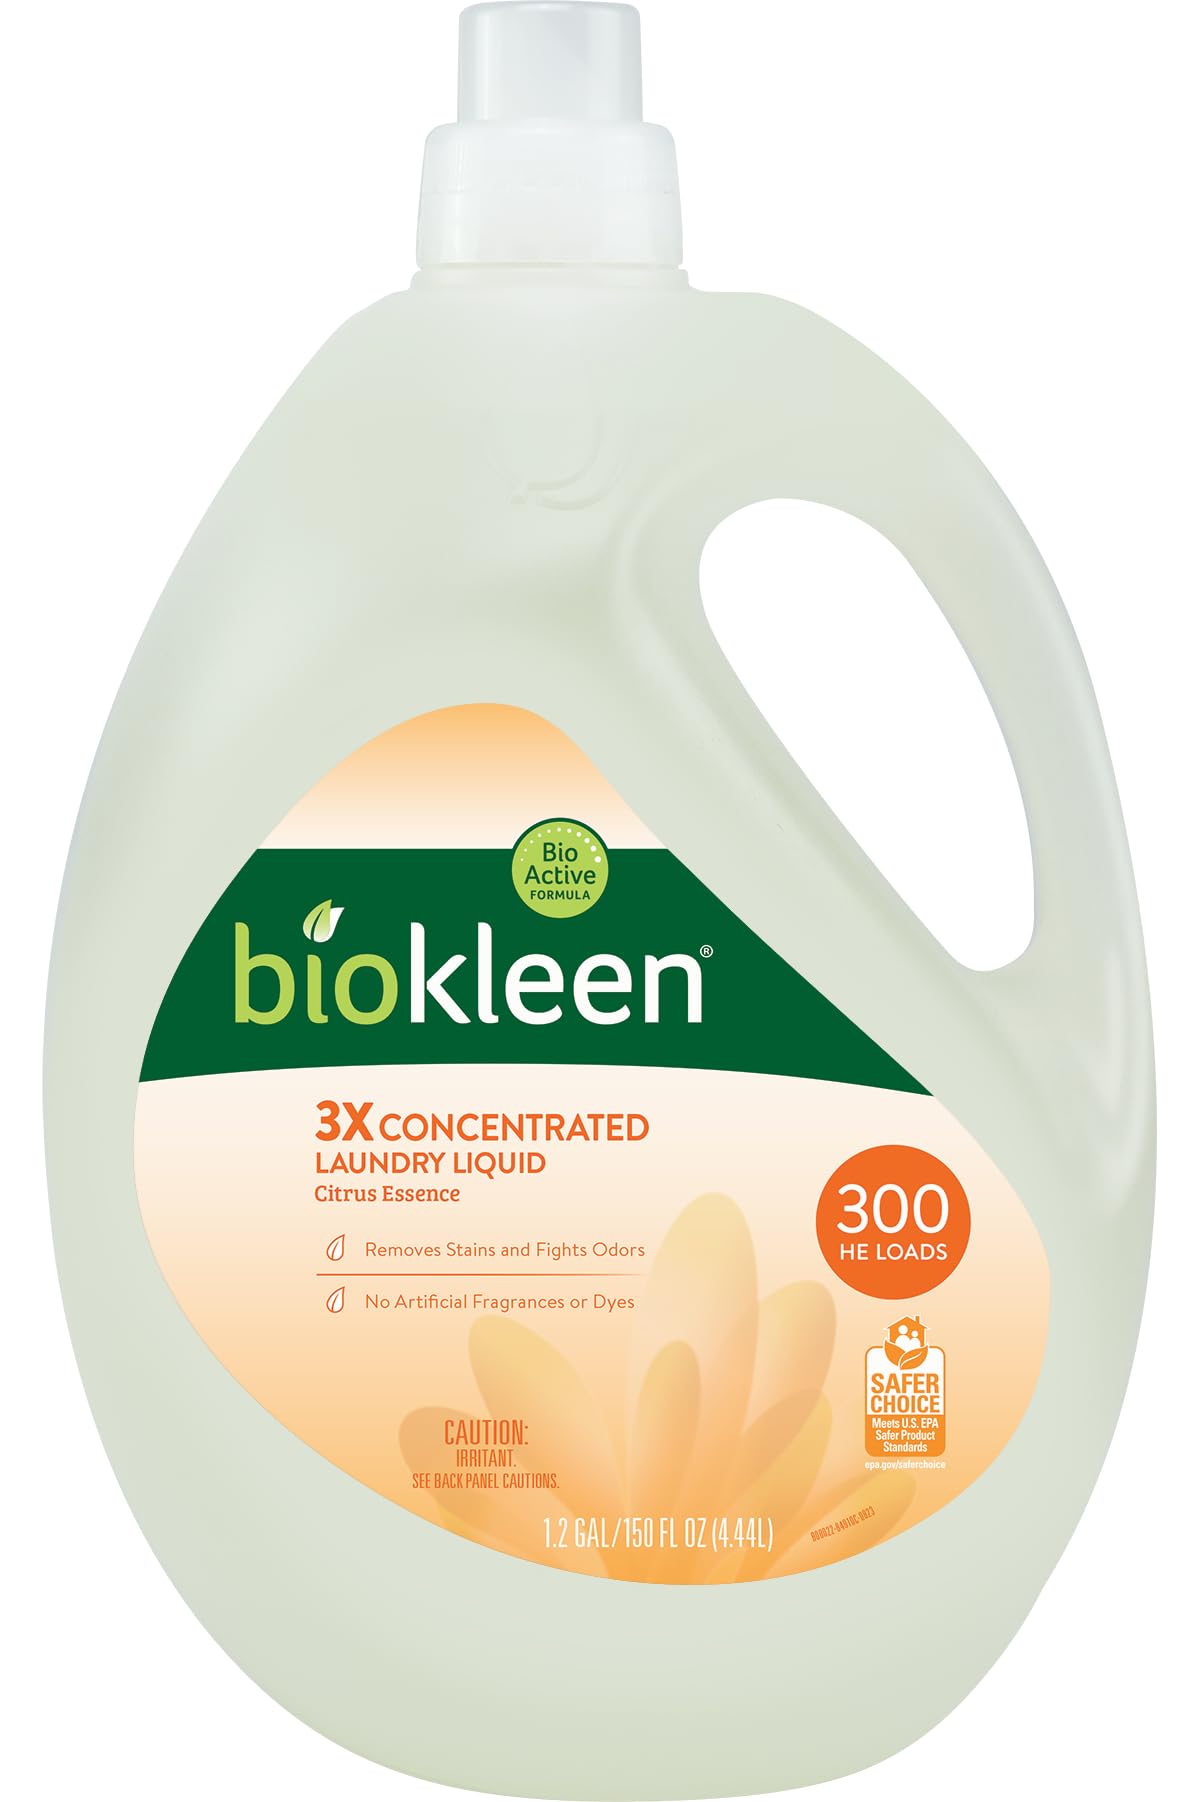 Bio
Active
FORMULA
biokleen®
3X CONCENTRATED
LAUNDRY LIQUID
Citrus Essence
Removes Stains and Fights Odors
No Artificial Fragrances or Dyes
300
HE LOADS
SAFER
CHOICE
Meets U.S. EPA
Safer Product
Standards
epa.gov/saferchoice
CAUTION:
IRRITANT.
SEE BACK PANEL CAUTIONS.
1.2 GAL/150 FL OZ (4.44L)